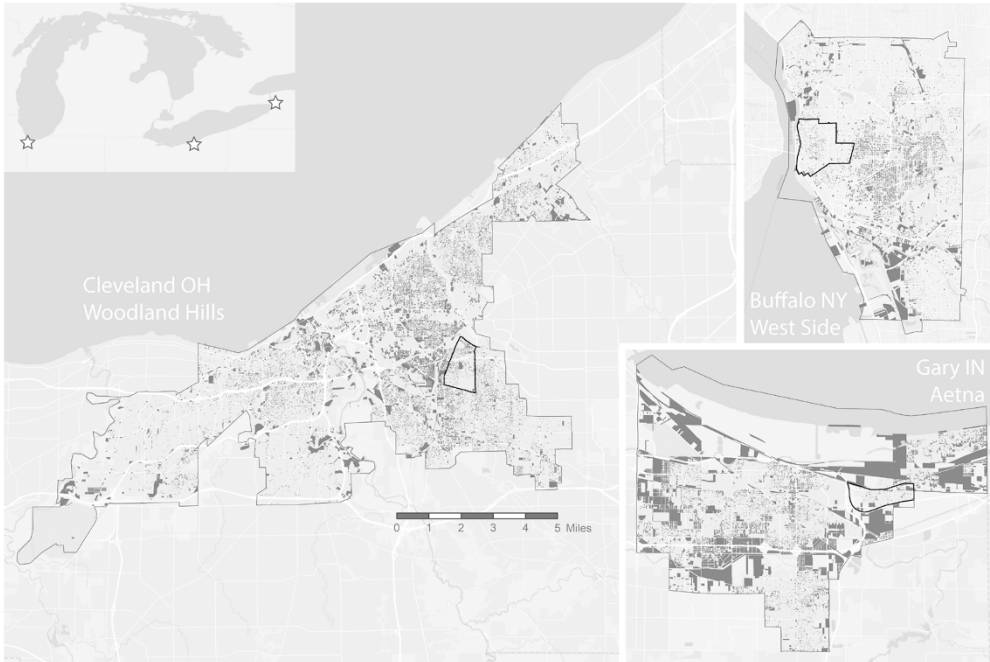 Cleveland OH
Woodland Hills
Buffalo NY
West Side
Gary IN
Aetna
0 1 2 3 4 5 Miles